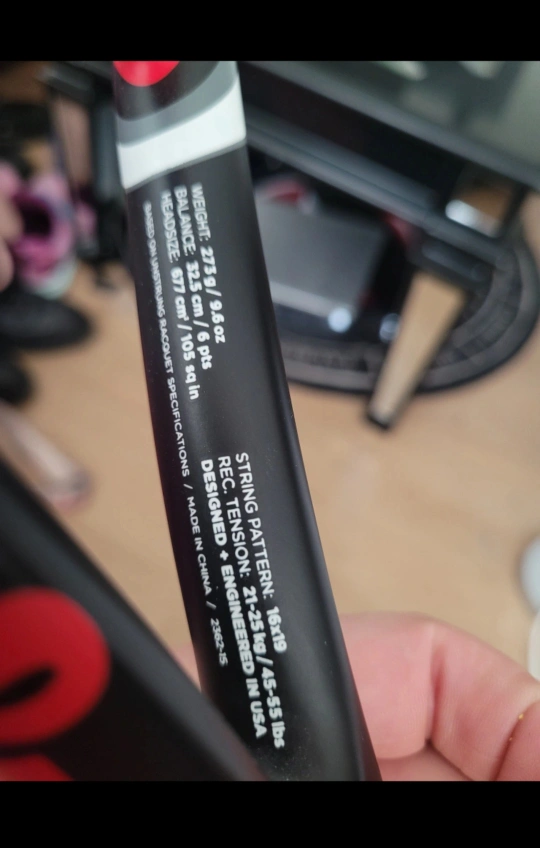 WEIGHT: 273 g / 9.6 oz
BALANCE: 32.5 cm / 6 pts
HEADSIZE: 677 cm² / 105 sq in
BASED ON UNSTRUNG RACQUET SPECIFICATIONS / MADE IN CHINA / 2362-15
STRING PATTERN: 16x19
REC. TENSION: 21-25 kg / 45-55 lbs
DESIGNED + ENGINEERED IN USA